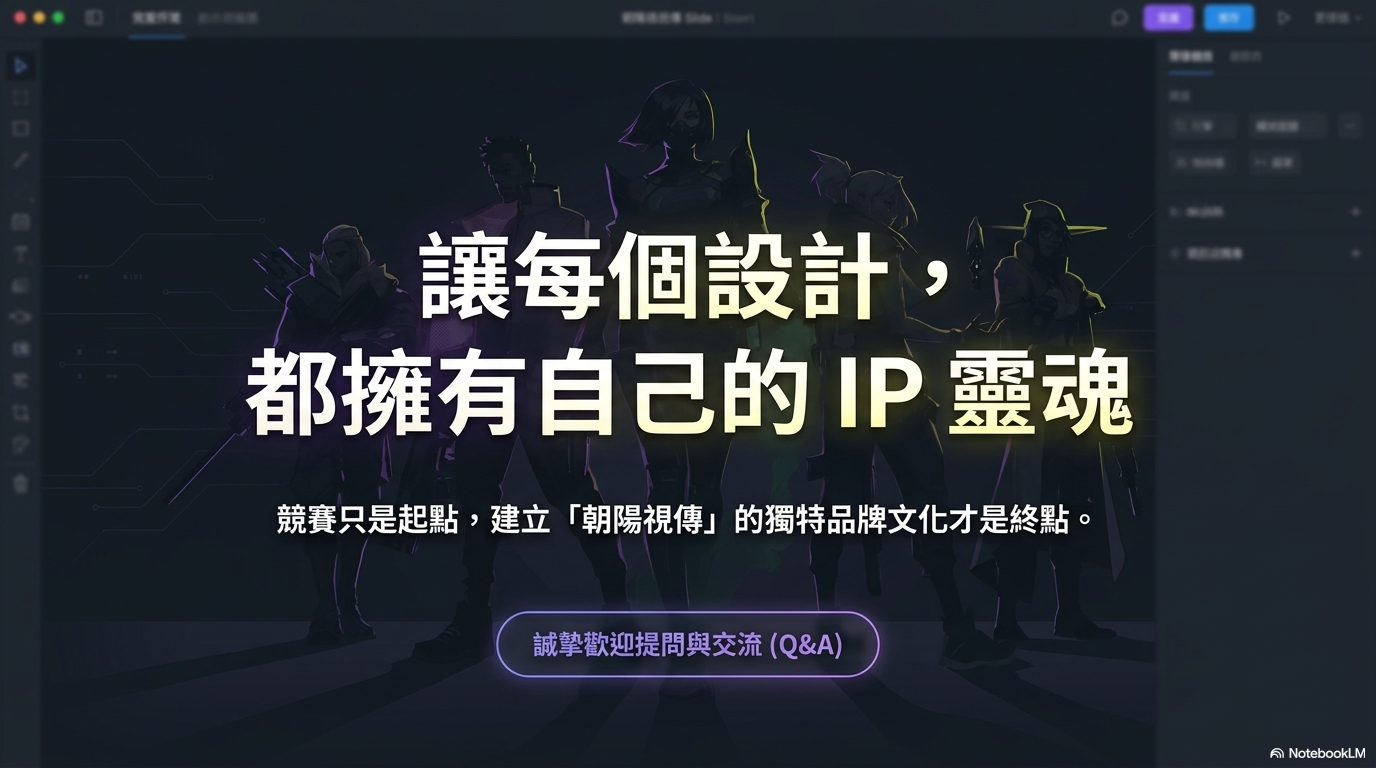 讓每個設計，
都擁有自己的 IP 靈魂
競賽只是起點，建立「朝陽視傳」的獨特品牌文化才是終點。
誠摯歡迎提問與交流 (Q&A)
NotebookLM